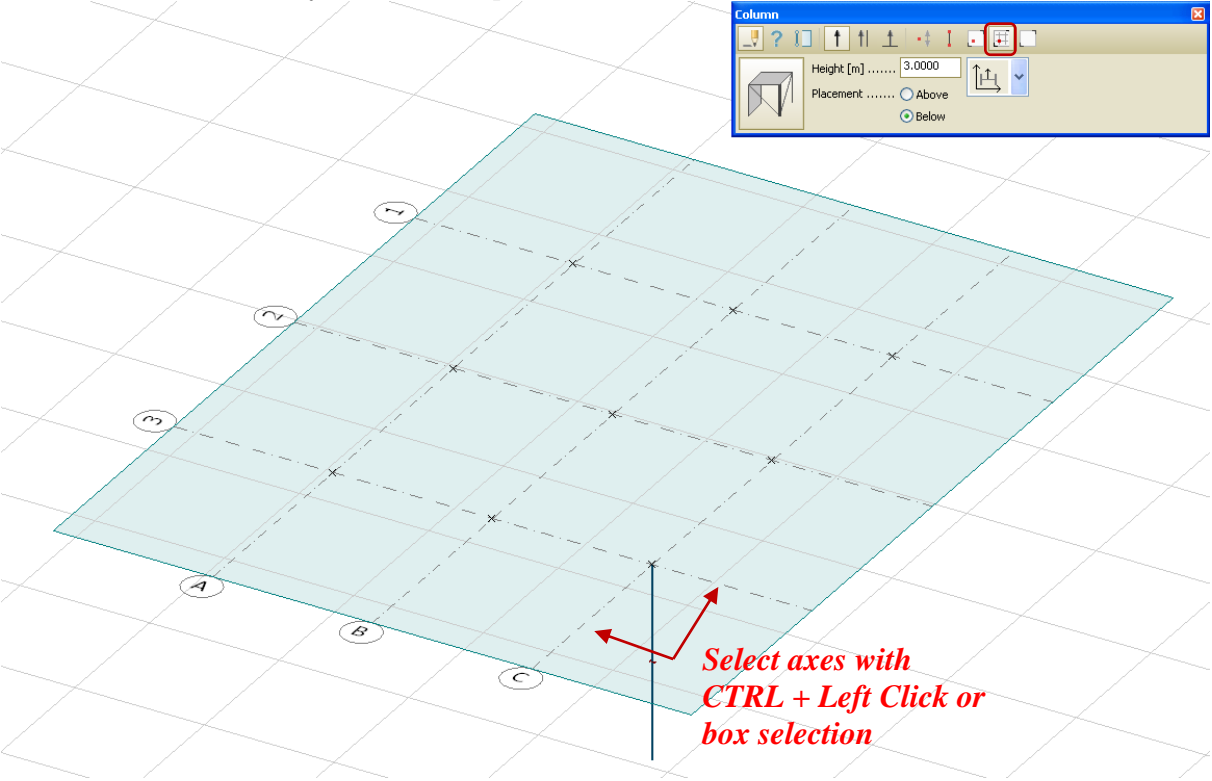 Column
?
Height [m] ....... 3.0000
Placement ....... Above
Below
1
2
3
A
B
C
Select axes with
CTRL + Left Click or
box selection